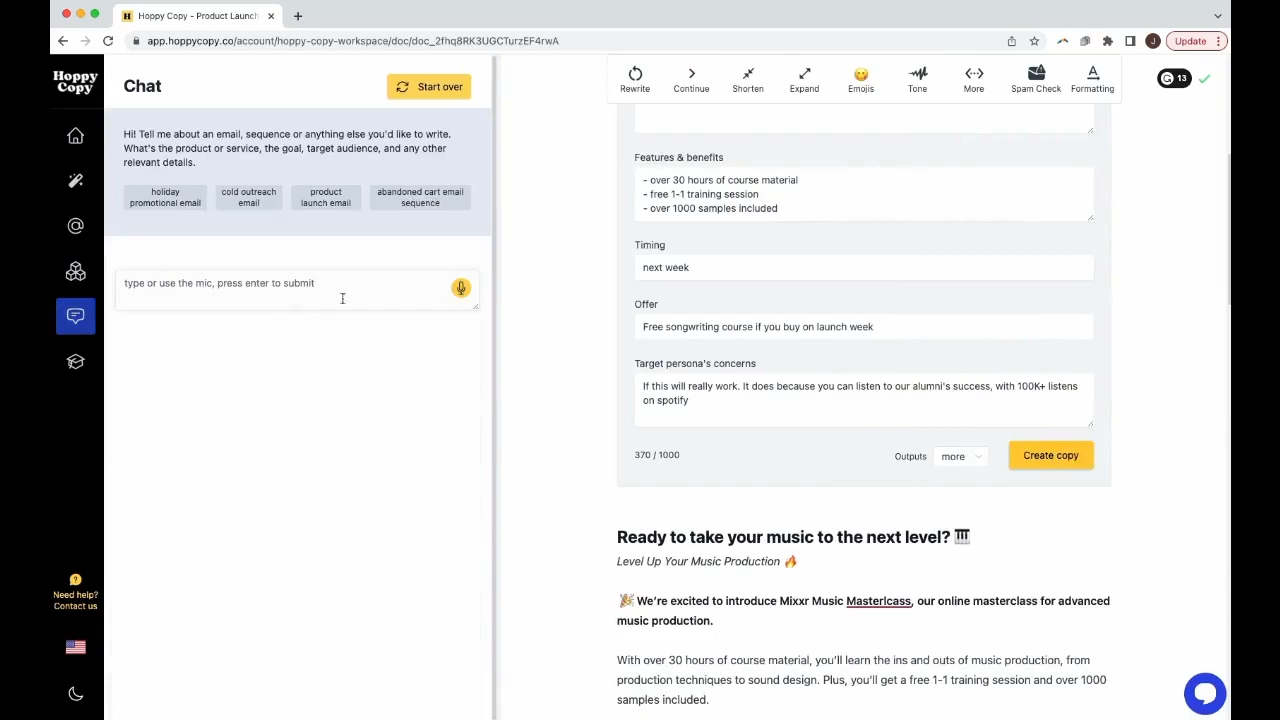 Hoppy Copy - Product Launch
app.hoppycopy.co/account/hoppy-copy-workspace/doc/doc_2fhq8RK3UGCTurzEF4rwA
J
Update
Hoppy
Copy
Chat
Start over
Hi! Tell me about an email, sequence or anything else you'd like to write.
What's the product or service, the goal, target audience, and any other
relevant details.
holiday
promotional email
cold outreach
email
product
launch email
abandoned cart email
sequence
type or use the mic, press enter to submit
Need help?
Contact us
Rewrite
Continue
Shorten
Expand
Emojis
Tone
More
Spam Check
Formatting
13
Features & benefits
- over 30 hours of course material
- free 1-1 training session
- over 1000 samples included
Timing
next week
Offer
Free songwriting course if you buy on launch week
Target persona's concerns
If this will really work. It does because you can listen to our alumni's success, with 100K+ listens
on spotify
370 / 1000
Outputs
more
Create copy
Ready to take your music to the next level? 🎹
Level Up Your Music Production 🔥
🎉 We're excited to introduce Mixxr Music Masterlcass, our online masterclass for advanced
music production.
With over 30 hours of course material, you'll learn the ins and outs of music production, from
production techniques to sound design. Plus, you'll get a free 1-1 training session and over 1000
samples included.